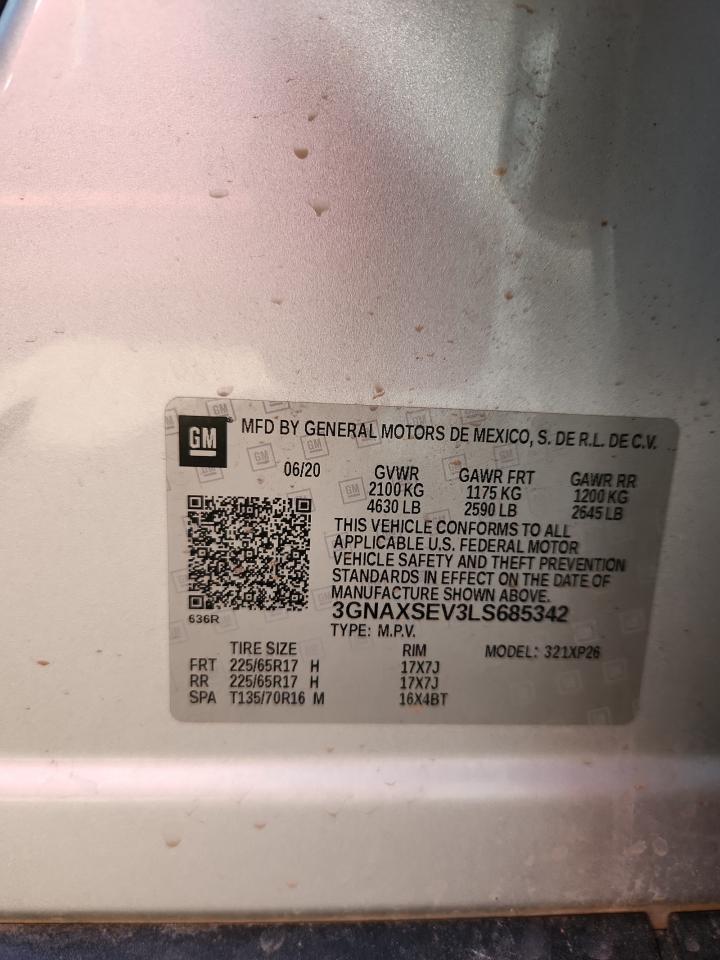 GM MFD BY GENERAL MOTORS DE MEXICO, S. DE R.L. DE C.V.
06/20 GVWR GAWR FRT GAWR RR
2100 KG 1175 KG 1200 KG
4630 LB 2590 LB 2645 LB
THIS VEHICLE CONFORMS TO ALL
APPLICABLE U.S. FEDERAL MOTOR
VEHICLE SAFETY AND THEFT PREVENTION
STANDARDS IN EFFECT ON THE DATE OF
MANUFACTURE SHOWN ABOVE.
636R 3GNAXSEV3LS685342
TYPE: M.P.V.
TIRE SIZE RIM MODEL: 321XP26
FRT 225/65R17 H 17X7J
RR 225/65R17 H 17X7J
SPA T135/70R16 M 16X4BT